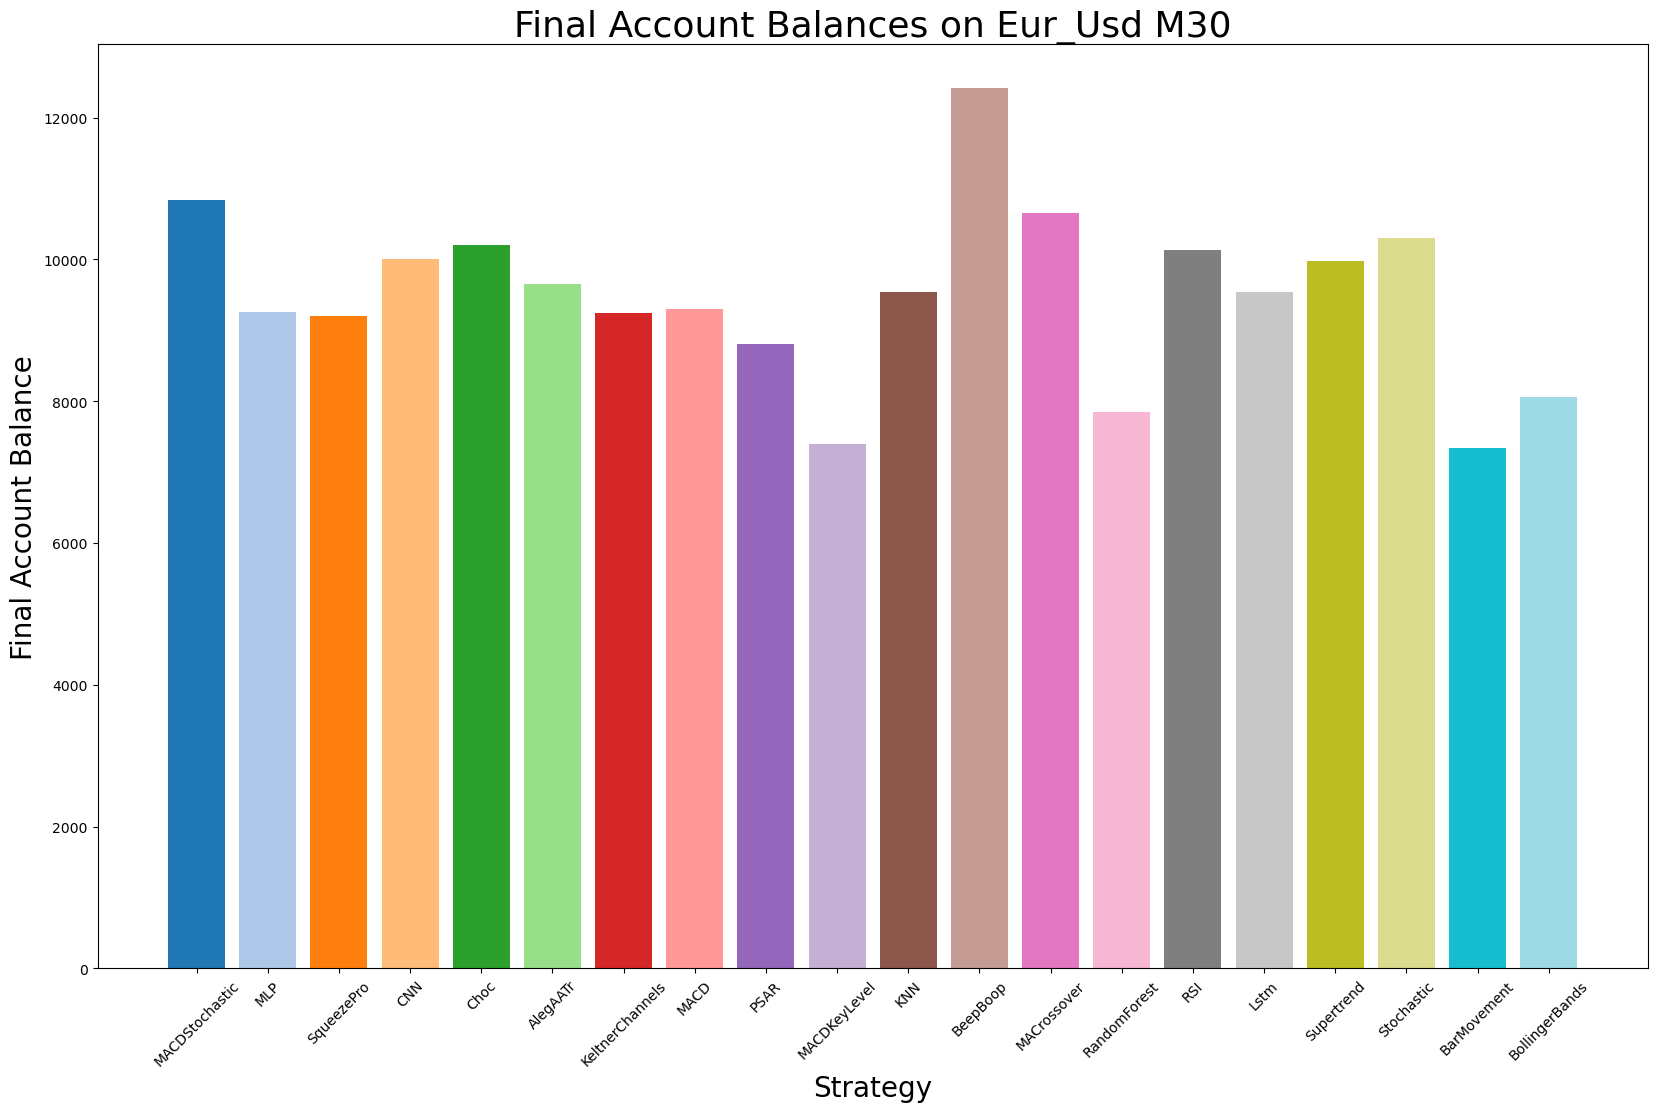 Final Account Balances on Eur_Usd M30
Final Account Balance
12000
10000
8000
6000
4000
2000
0
MACDStochastic
MLP
SqueezePro
CNN
Choc
AlegAATr
KeltnerChannels
MACD
PSAR
MACDKeyLevel
KNN
BeepBoop
MACrossover
RandomForest
RSI
Lstm
Supertrend
Stochastic
BarMovement
BollingerBands
Strategy